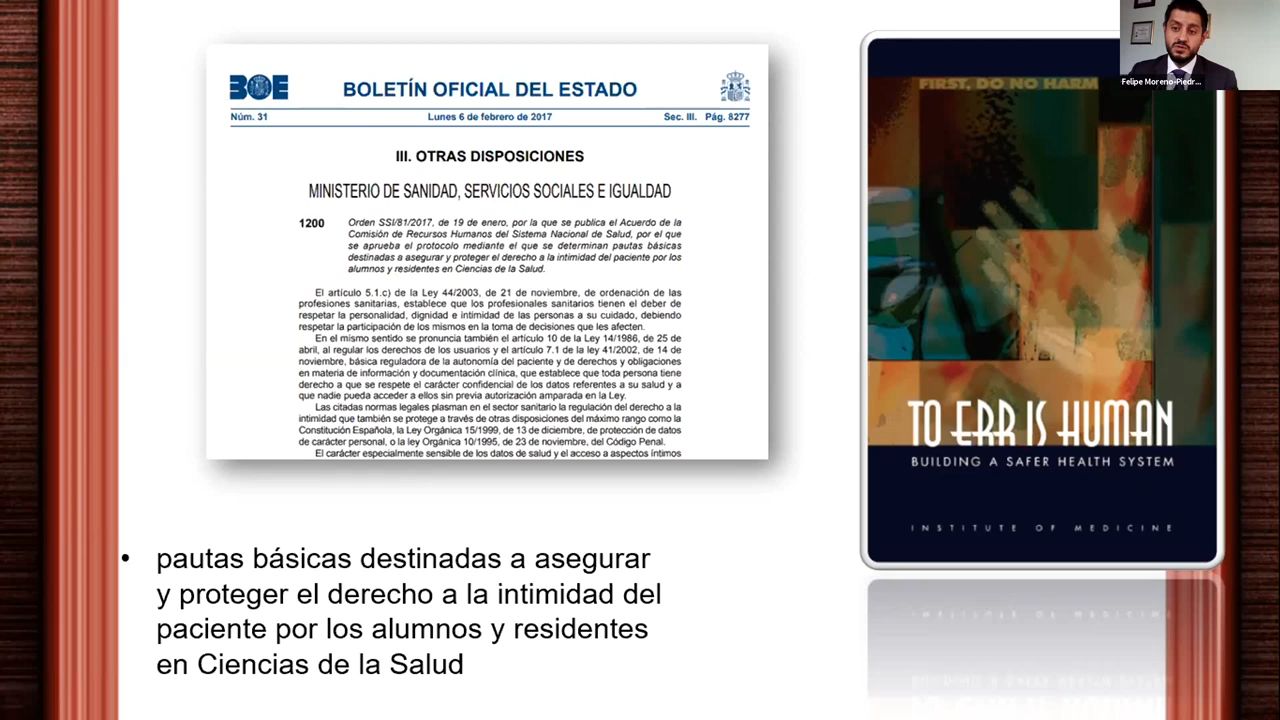 BOE
BOLETÍN OFICIAL DEL ESTADO
Núm. 31
Lunes 6 de febrero de 2017
Sec. III. Pág. 8277
III. OTRAS DISPOSICIONES
MINISTERIO DE SANIDAD, SERVICIOS SOCIALES E IGUALDAD
1200 Orden SSI/81/2017, de 19 de enero, por la que se publica el Acuerdo de la
Comisión de Recursos Humanos del Sistema Nacional de Salud, por el que
se aprueba el protocolo mediante el que se determinan pautas básicas
destinadas a asegurar y proteger el derecho a la intimidad del paciente por los
alumnos y residentes en Ciencias de la Salud.
El artículo 5.1.c) de la Ley 44/2003, de 21 de noviembre, de ordenación de las
profesiones sanitarias, establece que los profesionales sanitarios tienen el deber de
respetar la personalidad, dignidad e intimidad de las personas a su cuidado, debiendo
respetar la participación de los mismos en la toma de decisiones que les afecten.
En el mismo sentido se pronuncia también el artículo 10 de la Ley 14/1986, de 25 de
abril, al regular los derechos de los usuarios y el artículo 7.1 de la ley 41/2002, de 14 de
noviembre, básica reguladora de la autonomía del paciente y de derechos y obligaciones
en materia de información y documentación clínica, que establece que toda persona tiene
derecho a que se respete el carácter confidencial de los datos referentes a su salud y a
que nadie pueda acceder a ellos sin previa autorización amparada en la Ley.
Las citadas normas legales plasman en el sector sanitario la regulación del derecho a la
intimidad que también se protege a través de otras disposiciones del máximo rango como la
Constitución Española, la Ley Orgánica 15/1999, de 13 de diciembre, de protección de datos
de carácter personal, o la ley Orgánica 10/1995, de 23 de noviembre, del Código Penal.
El carácter especialmente sensible de los datos de salud y el acceso a aspectos íntimos
• pautas básicas destinadas a asegurar
y proteger el derecho a la intimidad del
paciente por los alumnos y residentes
en Ciencias de la Salud
Felipe Moreno-Piedr...
FIRST, DO NO HARM
TO ERR IS HUMAN
BUILDING A SAFER HEALTH SYSTEM
INSTITUTE OF MEDICINE